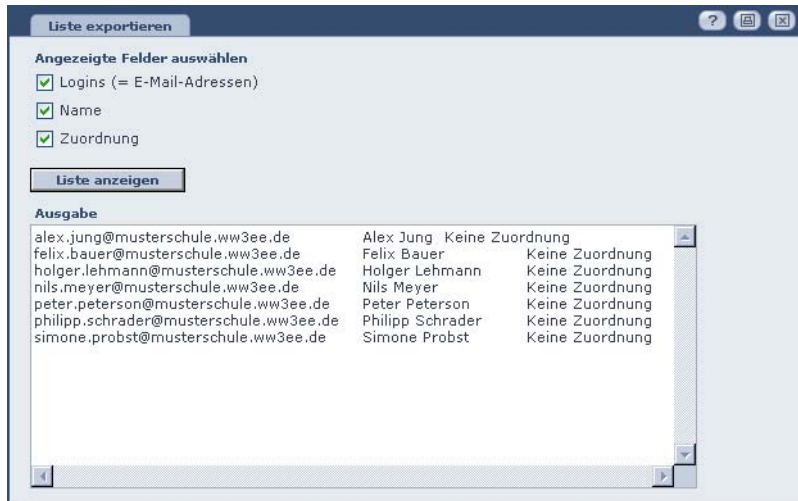 Liste exportieren
?
Angezeigte Felder auswählen
Logins (= E-Mail-Adressen)
Name
Zuordnung
Liste anzeigen
Ausgabe
alex.jung@musterschule.ww3ee.de Alex Jung Keine Zuordnung
felix.bauer@musterschule.ww3ee.de Felix Bauer Keine Zuordnung
holger.lehmann@musterschule.ww3ee.de Holger Lehmann Keine Zuordnung
nils.meyer@musterschule.ww3ee.de Nils Meyer Keine Zuordnung
peter.peterson@musterschule.ww3ee.de Peter Peterson Keine Zuordnung
philipp.schrader@musterschule.ww3ee.de Philipp Schrader Keine Zuordnung
simone.probst@musterschule.ww3ee.de Simone Probst Keine Zuordnung